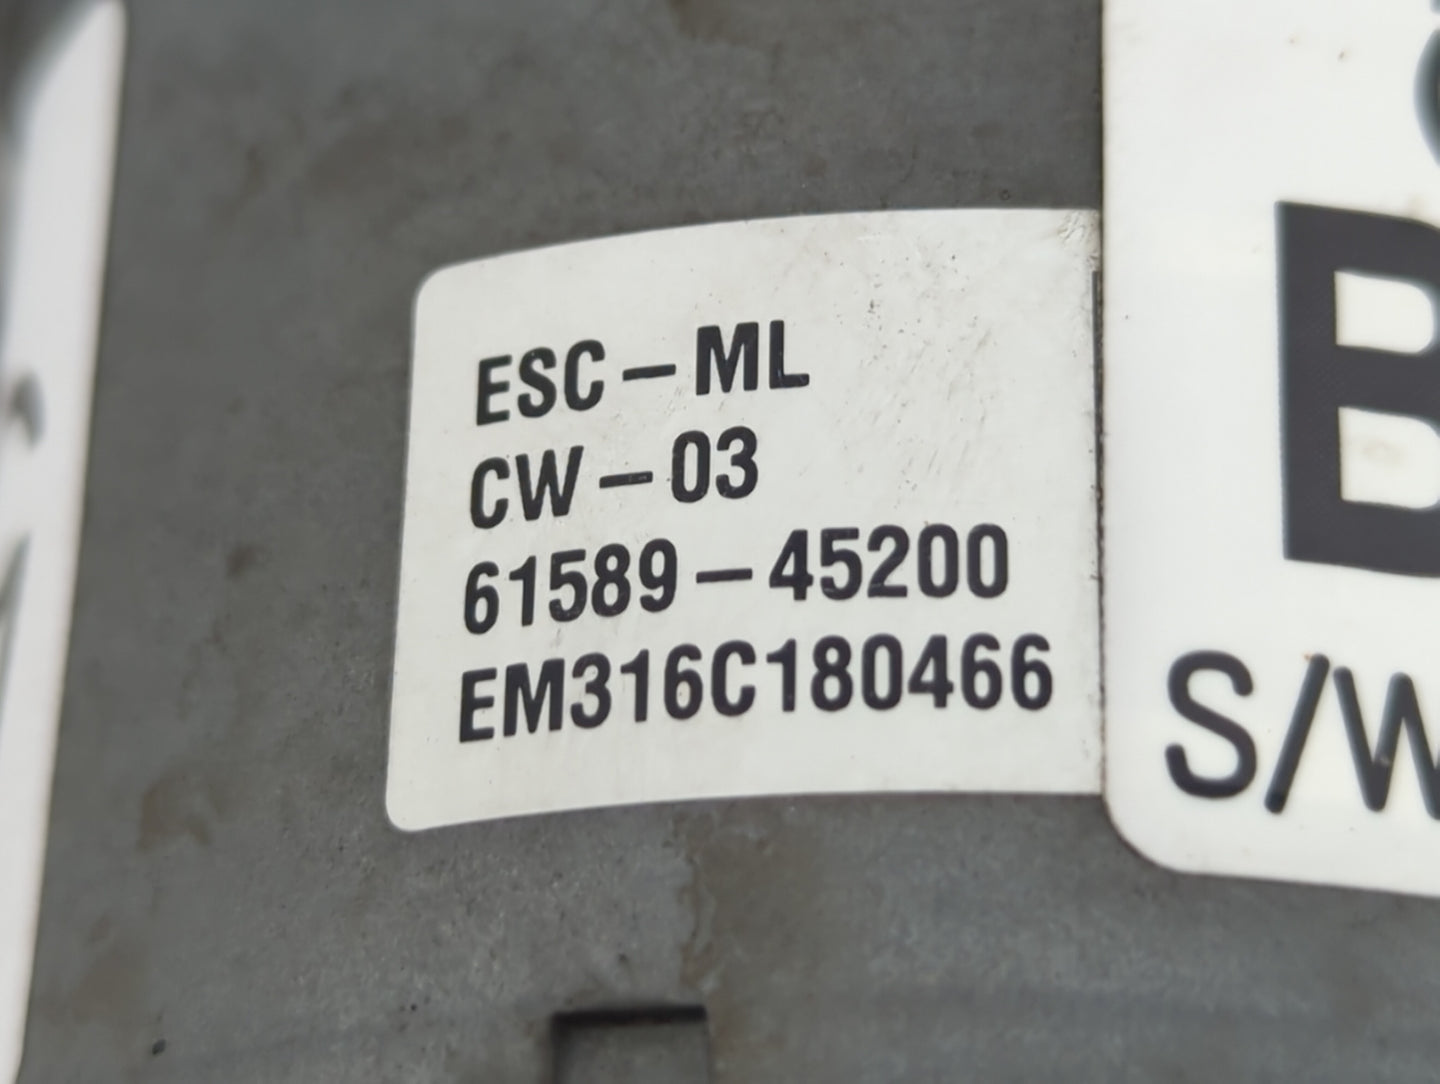 ESC-ML
CW-03
61589-45200
EM316C180466
B
S/W